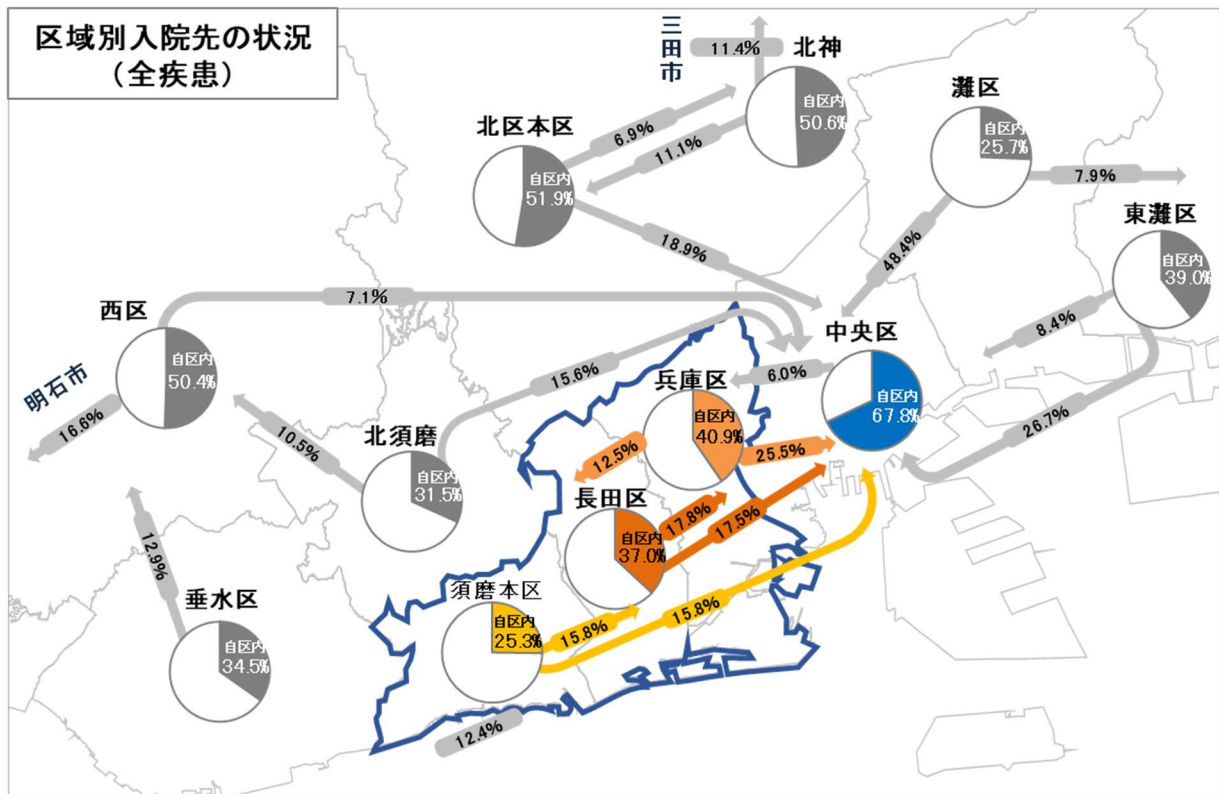 区域別入院先の状況
（全疾患）
三田市
11.4%
北神
自区内
50.6%
灘区
自区内
25.7%
7.9%
北区本区
自区内
51.9%
6.9%
11.1%
18.9%
48.4%
東灘区
自区内
39.0%
8.4%
26.7%
西区
自区内
50.4%
7.1%
明石市
16.6%
15.6%
10.5%
中央区
自区内
67.8%
6.0%
兵庫区
自区内
40.9%
12.5%
25.5%
北須磨
自区内
31.5%
長田区
自区内
37.0%
17.8%
17.5%
12.9%
垂水区
自区内
34.5%
須磨本区
自区内
25.3%
15.8%
15.8%
12.4%